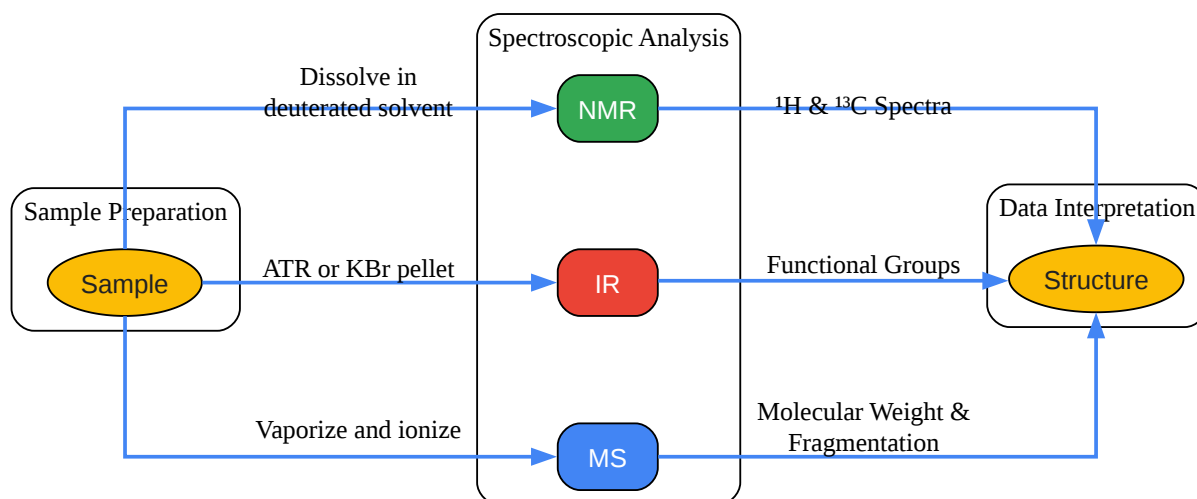 Spectroscopic Analysis
Dissolve in
deuterated solvent
NMR
¹H & ¹³C Spectra
Sample Preparation
Data Interpretation
Sample
ATR or KBr pellet
IR
Functional Groups
Structure
Vaporize and ionize
MS
Molecular Weight &
Fragmentation